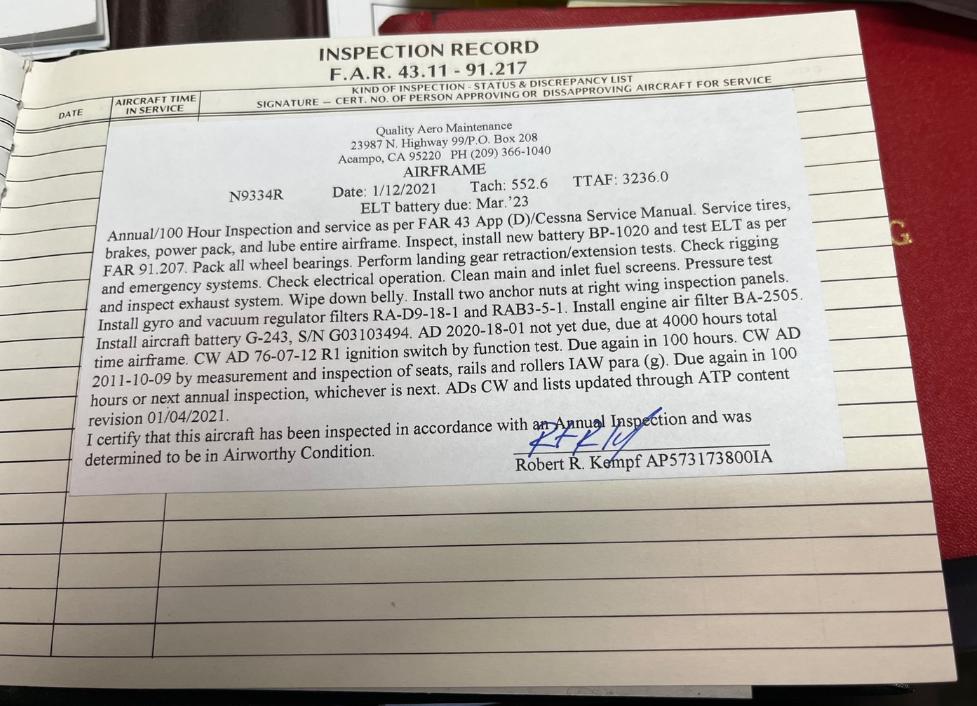 INSPECTION RECORD
F.A.R. 43.11 - 91.217
KIND OF INSPECTION - STATUS & DISCREPANCY LIST
DATE
AIRCRAFT TIME
IN SERVICE
SIGNATURE — CERT. NO. OF PERSON APPROVING OR DISSAPPROVING AIRCRAFT FOR SERVICE
Quality Aero Maintenance
23987 N. Highway 99/P.O. Box 208
Acampo, CA 95220 PH (209) 366-1040
AIRFRAME
N9334R Date: 1/12/2021 Tach: 552.6 TTAF: 3236.0
ELT battery due: Mar.'23
Annual/100 Hour Inspection and service as per FAR 43 App (D)/Cessna Service Manual. Service tires,
brakes, power pack, and lube entire airframe. Inspect, install new battery BP-1020 and test ELT as per
FAR 91.207. Pack all wheel bearings. Perform landing gear retraction/extension tests. Check rigging
and emergency systems. Check electrical operation. Clean main and inlet fuel screens. Pressure test
and inspect exhaust system. Wipe down belly. Install two anchor nuts at right wing inspection panels.
Install gyro and vacuum regulator filters RA-D9-18-1 and RAB3-5-1. Install engine air filter BA-2505.
Install aircraft battery G-243, S/N G03103494. AD 2020-18-01 not yet due, due at 4000 hours total
time airframe. CW AD 76-07-12 R1 ignition switch by function test. Due again in 100 hours. CW AD
2011-10-09 by measurement and inspection of seats, rails and rollers IAW para (g). Due again in 100
hours or next annual inspection, whichever is next. ADs CW and lists updated through ATP content
revision 01/04/2021.
I certify that this aircraft has been inspected in accordance with an Annual Inspection and was
determined to be in Airworthy Condition.
Robert R. Kempf AP573173800IA
G